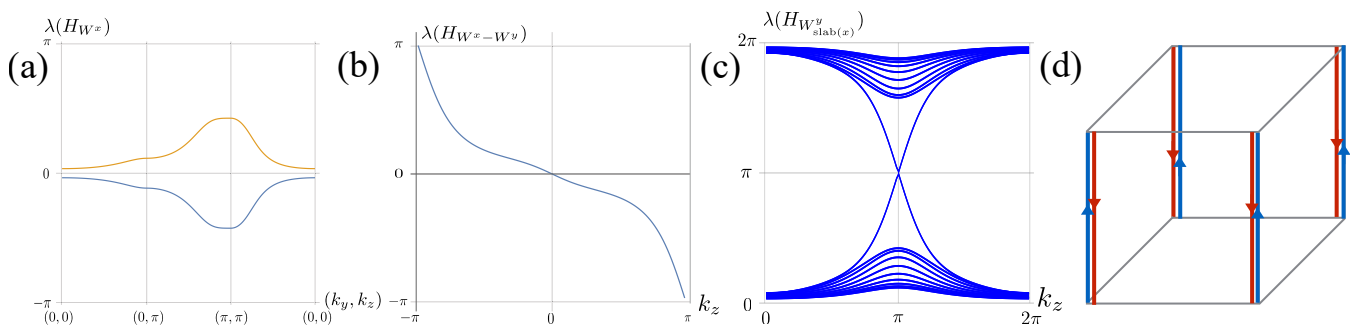 (a)
λ(H_{W^x})
π
0
−π
(0, 0)
(0, π)
(π, π)
(0, 0)
(k_y, k_z)
(b)
λ(H_{W^x−W^y})
π
0
−π
−π
0
π
k_z
(c)
λ(H_{W^y_{slab(x)}})
2π
π
0
0
π
2π
k_z
(d)